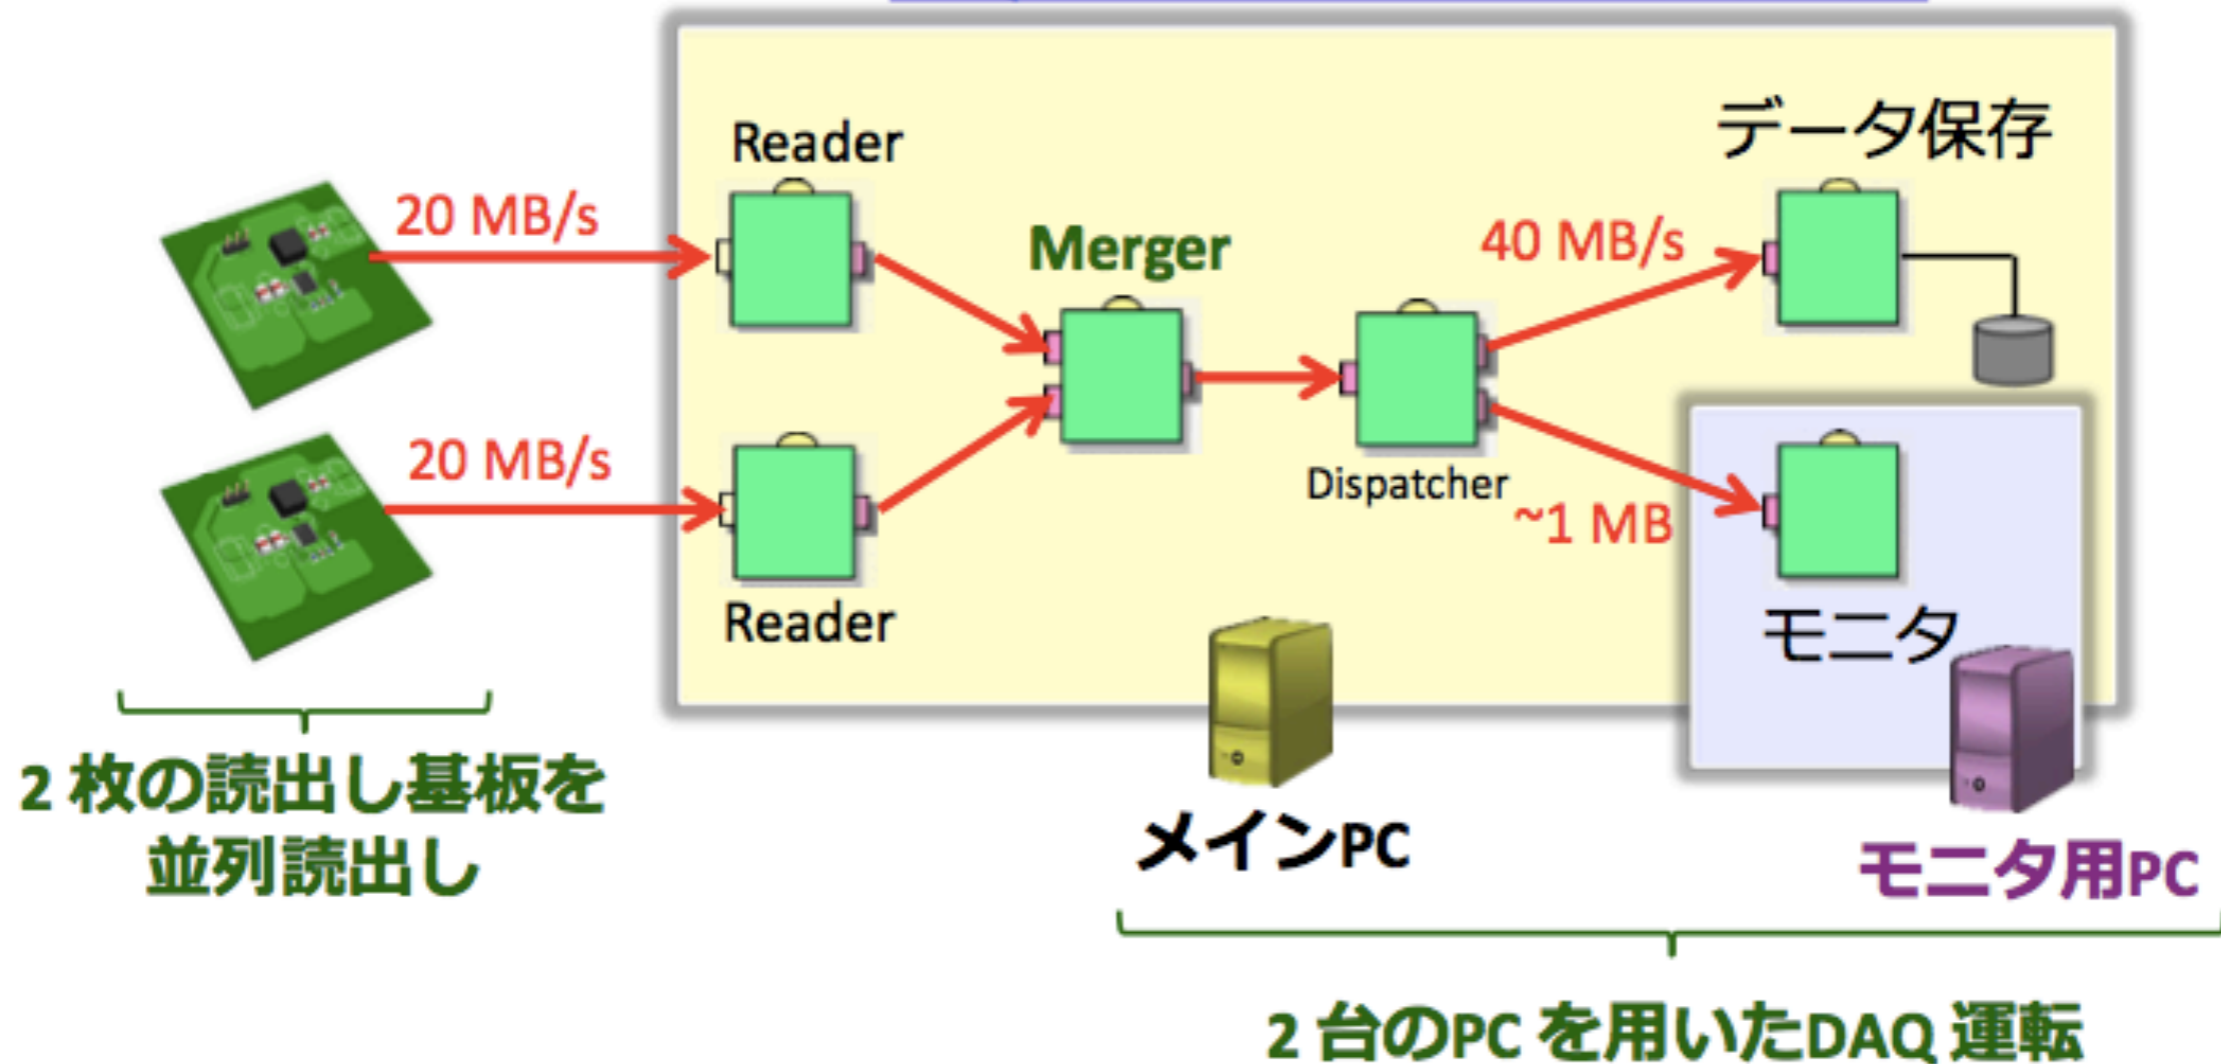 Reader
データ保存
20 MB/s
Merger
40 MB/s
20 MB/s
Dispatcher
~1 MB
Reader
モニタ
2 枚の読出し基板を
並列読出し
メインPC
モニタ用PC
2 台のPC を用いたDAQ 運転